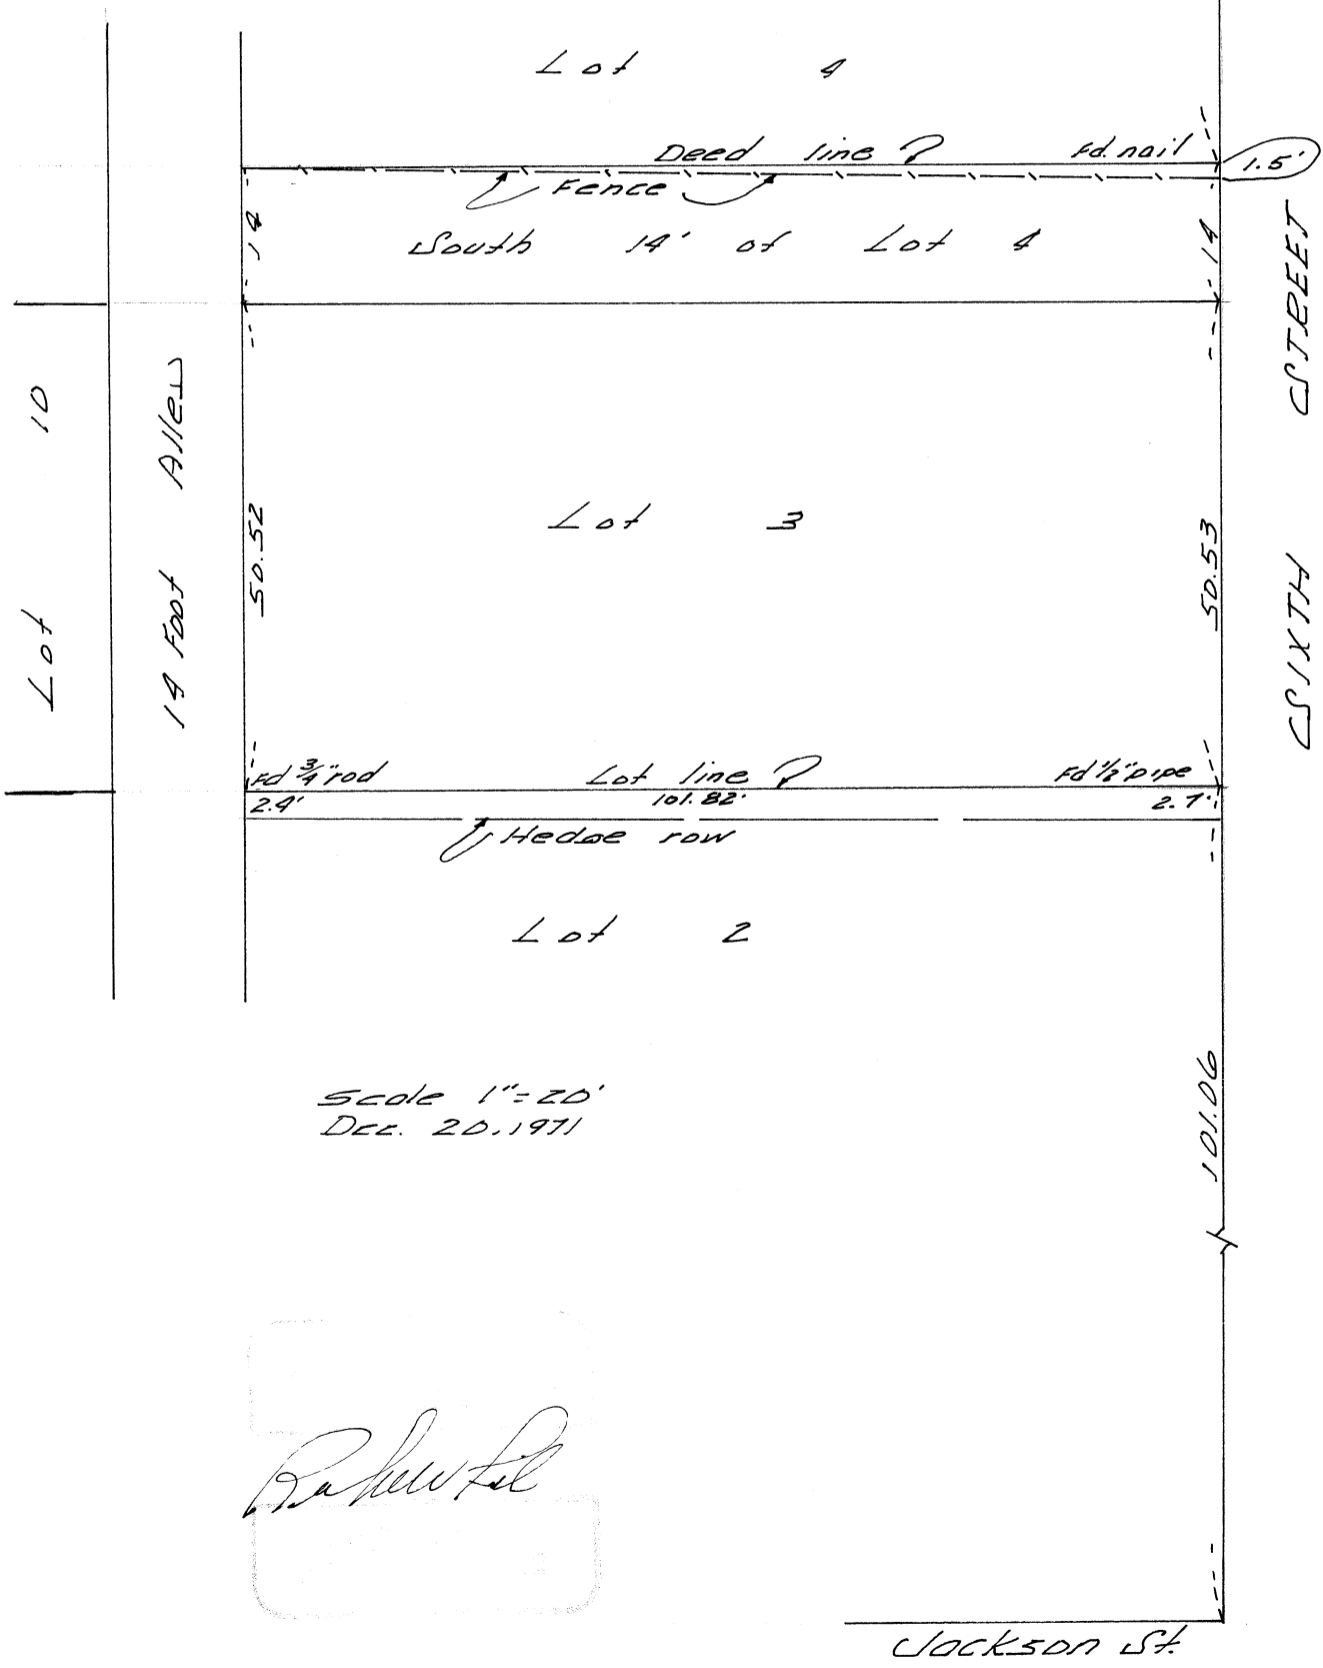 Lot 4
Deed line
Fd. nail
1.5'
Fence
14
South 14' of Lot 4
14
STREET
Lot 10
14 Foot Alley
50.52
Lot 3
50.53
SIXTH
Fd 3/4" rod
Lot line
Fd 1/2" pipe
2.4'
101.82'
2.7'
Hedge row
Lot 2
101.06
Scale 1"=20'
Dec. 20, 1971
Jackson St.